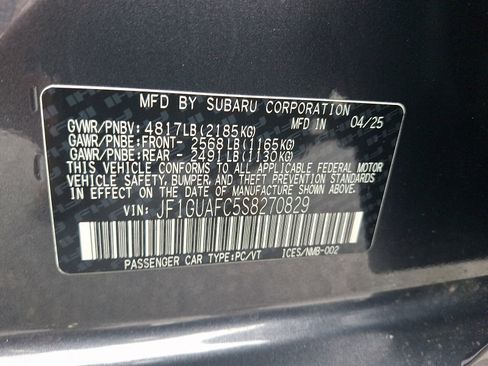 MFD BY SUBARU CORPORATION
GVWR/PNBV: 4817LB(2185KG) MFD IN 04/25
GAWR/PNBE:FRONT- 2568LB(1165KG)
GAWR/PNBE:REAR - 2491LB(1130KG)
THIS VEHICLE CONFORMS TO ALL APPLICABLE FEDERAL MOTOR
VEHICLE SAFETY, BUMPER, AND THEFT PREVENTION STANDARDS
IN EFFECT ON THE DATE OF MANUFACTURE SHOWN ABOVE.
VIN: JF1GUAFC5S8270829
PASSENGER CAR TYPE:PC/VT ICES/NMB-002